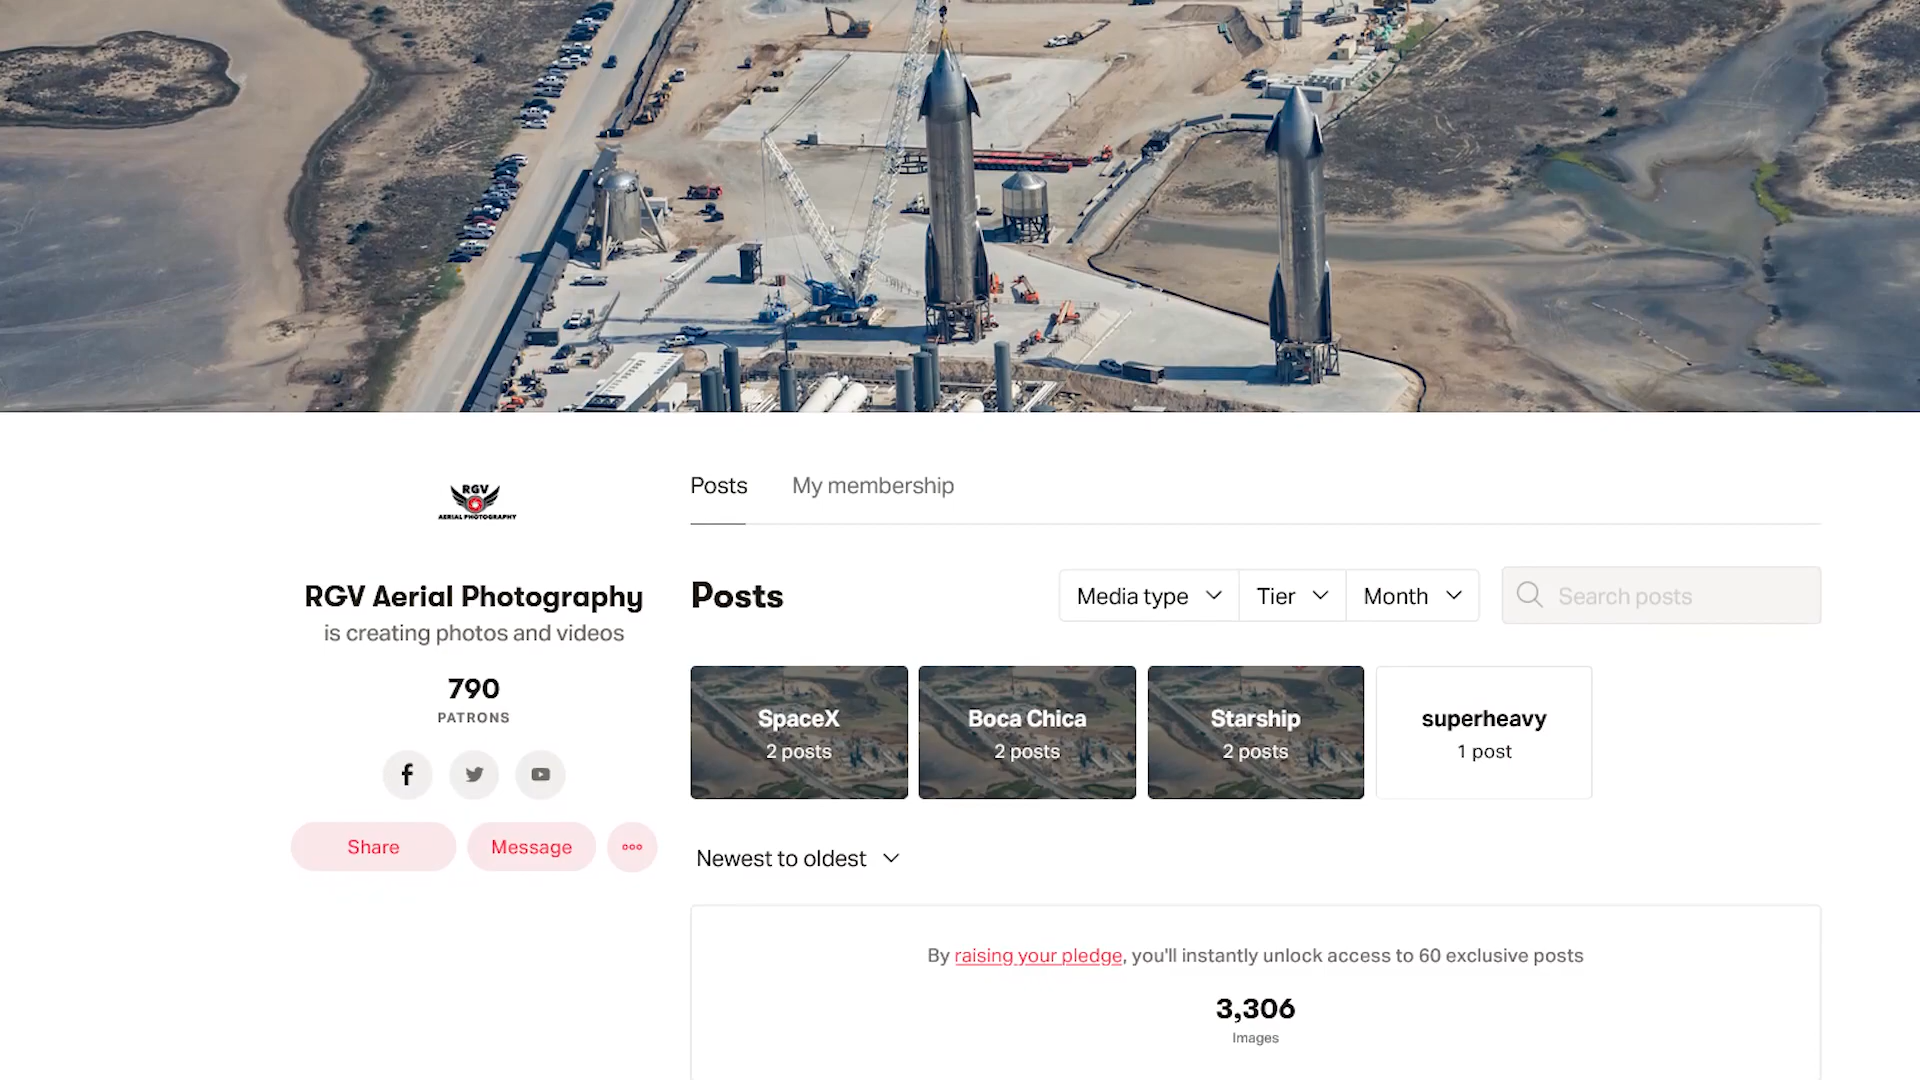 RGV
AERIAL PHOTOGRAPHY
RGV Aerial Photography
is creating photos and videos
790
PATRONS
Share
Message
Posts
My membership
Posts
Media type
Tier
Month
Search posts
SpaceX
2 posts
Boca Chica
2 posts
Starship
2 posts
superheavy
1 post
Newest to oldest
By raising your pledge, you'll instantly unlock access to 60 exclusive posts
3,306
Images